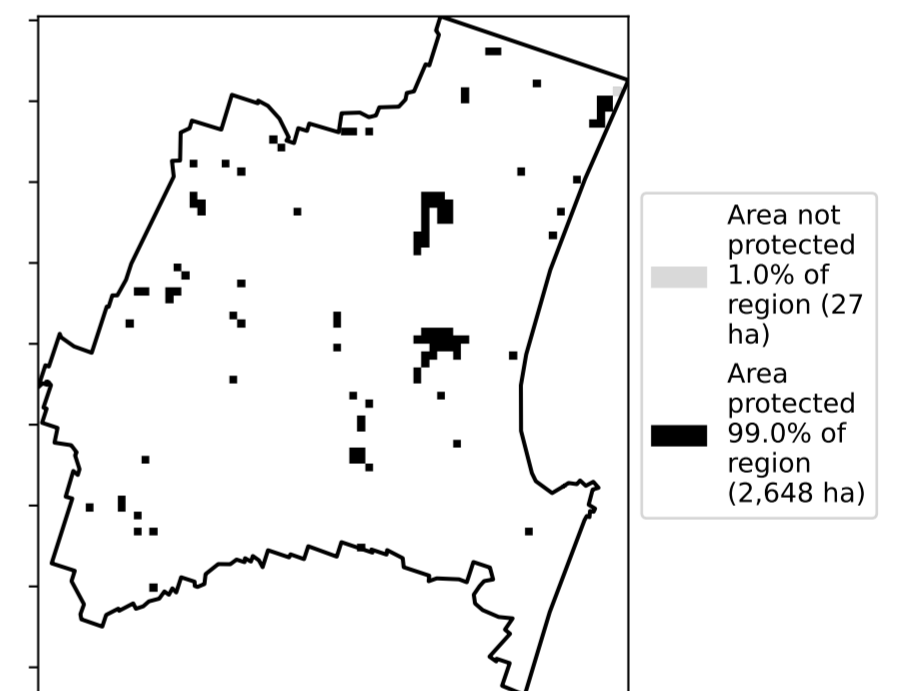 Area not
protected
1.0% of
region (27
ha)
Area
protected
99.0% of
region
(2,648 ha)